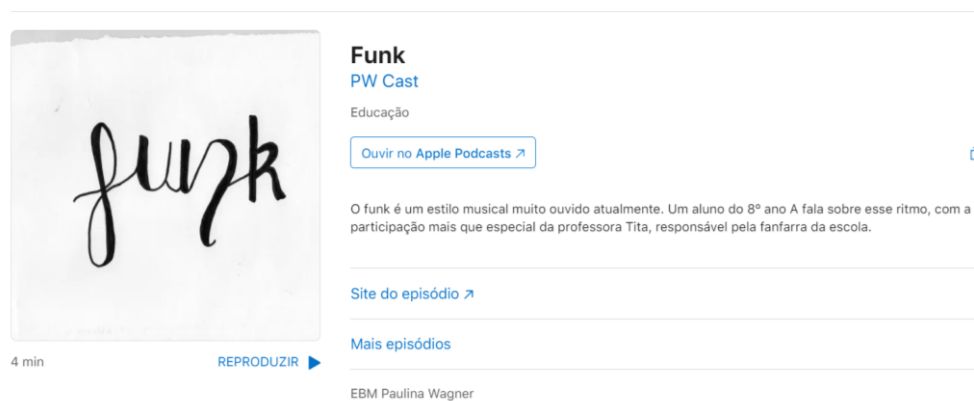 funk
4 min
REPRODUZIR
Funk
PW Cast
Educação
Ouvir no Apple Podcasts ↗
O funk é um estilo musical muito ouvido atualmente. Um aluno do 8º ano A fala sobre esse ritmo, com a
participação mais que especial da professora Tita, responsável pela fanfarra da escola.
Site do episódio ↗
Mais episódios
EBM Paulina Wagner